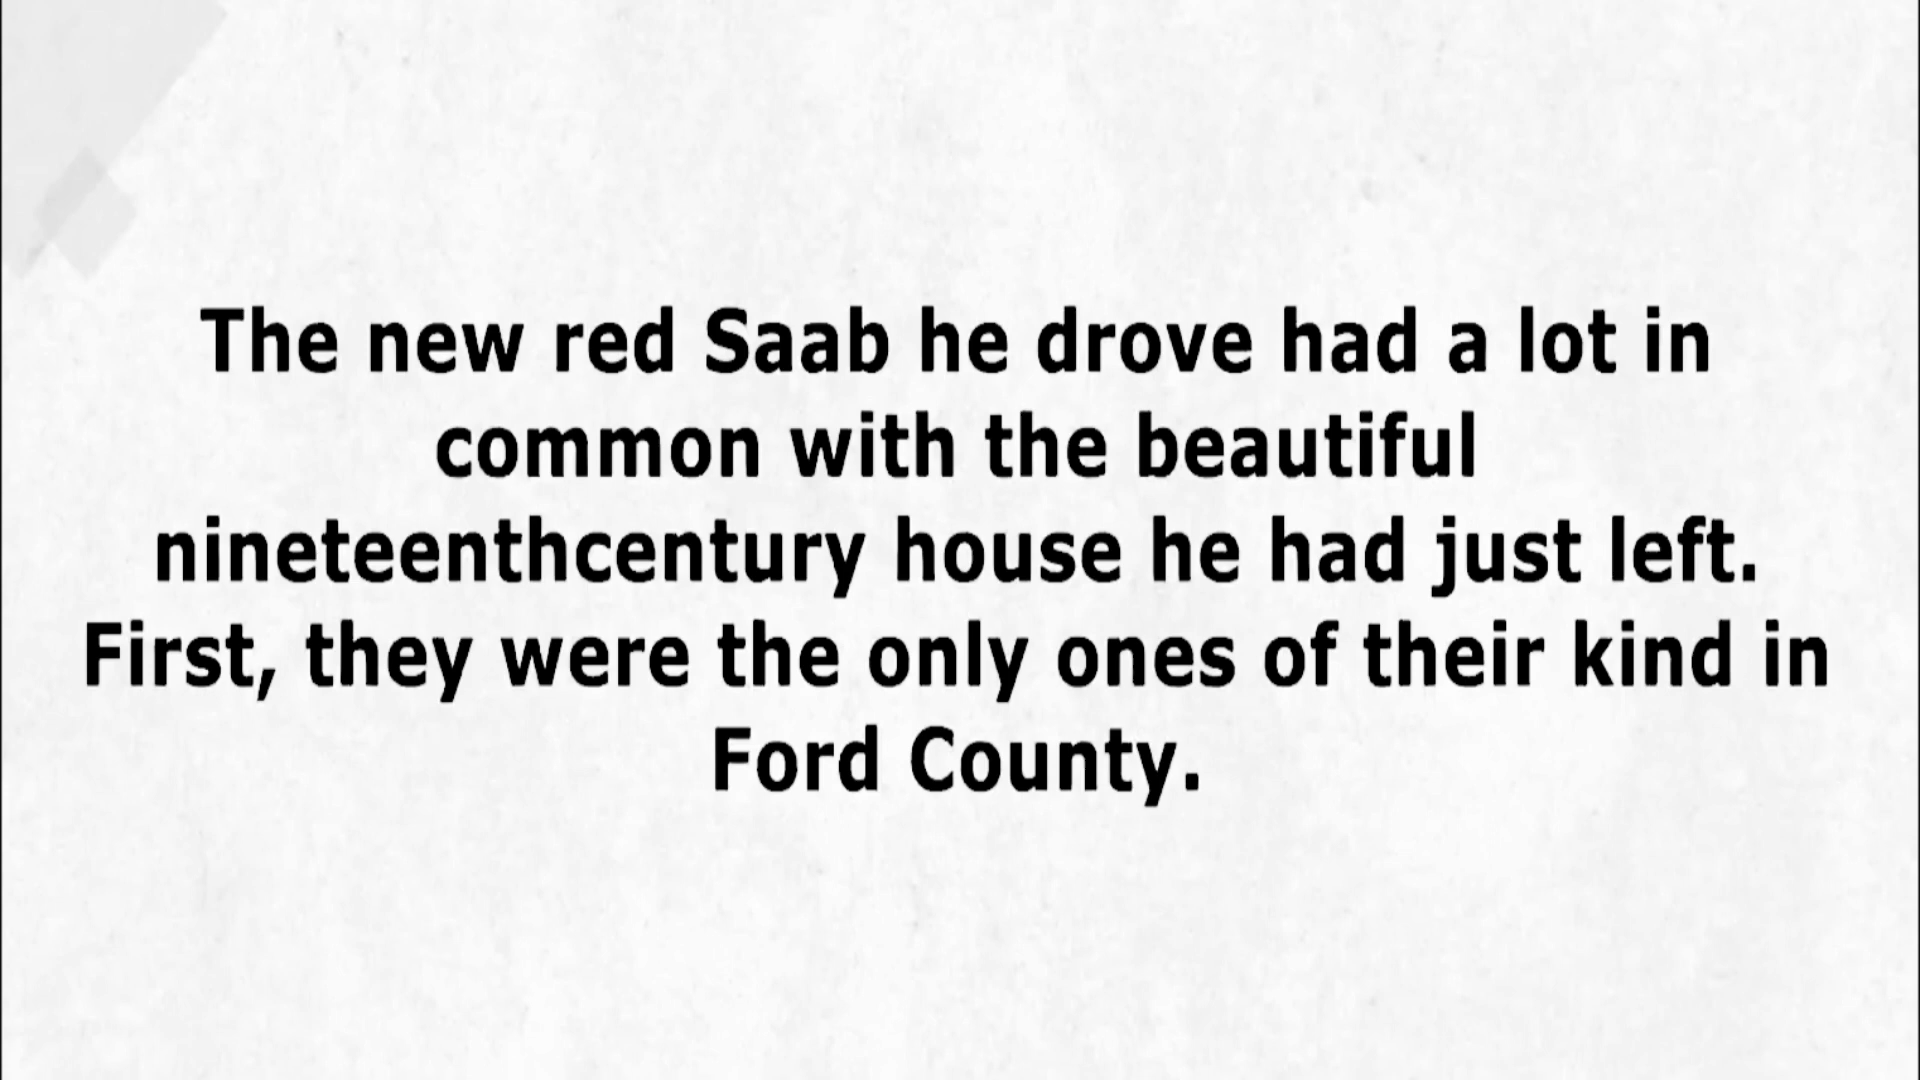 The new red Saab he drove had a lot in
common with the beautiful
nineteenthcentury house he had just left.
First, they were the only ones of their kind in
Ford County.